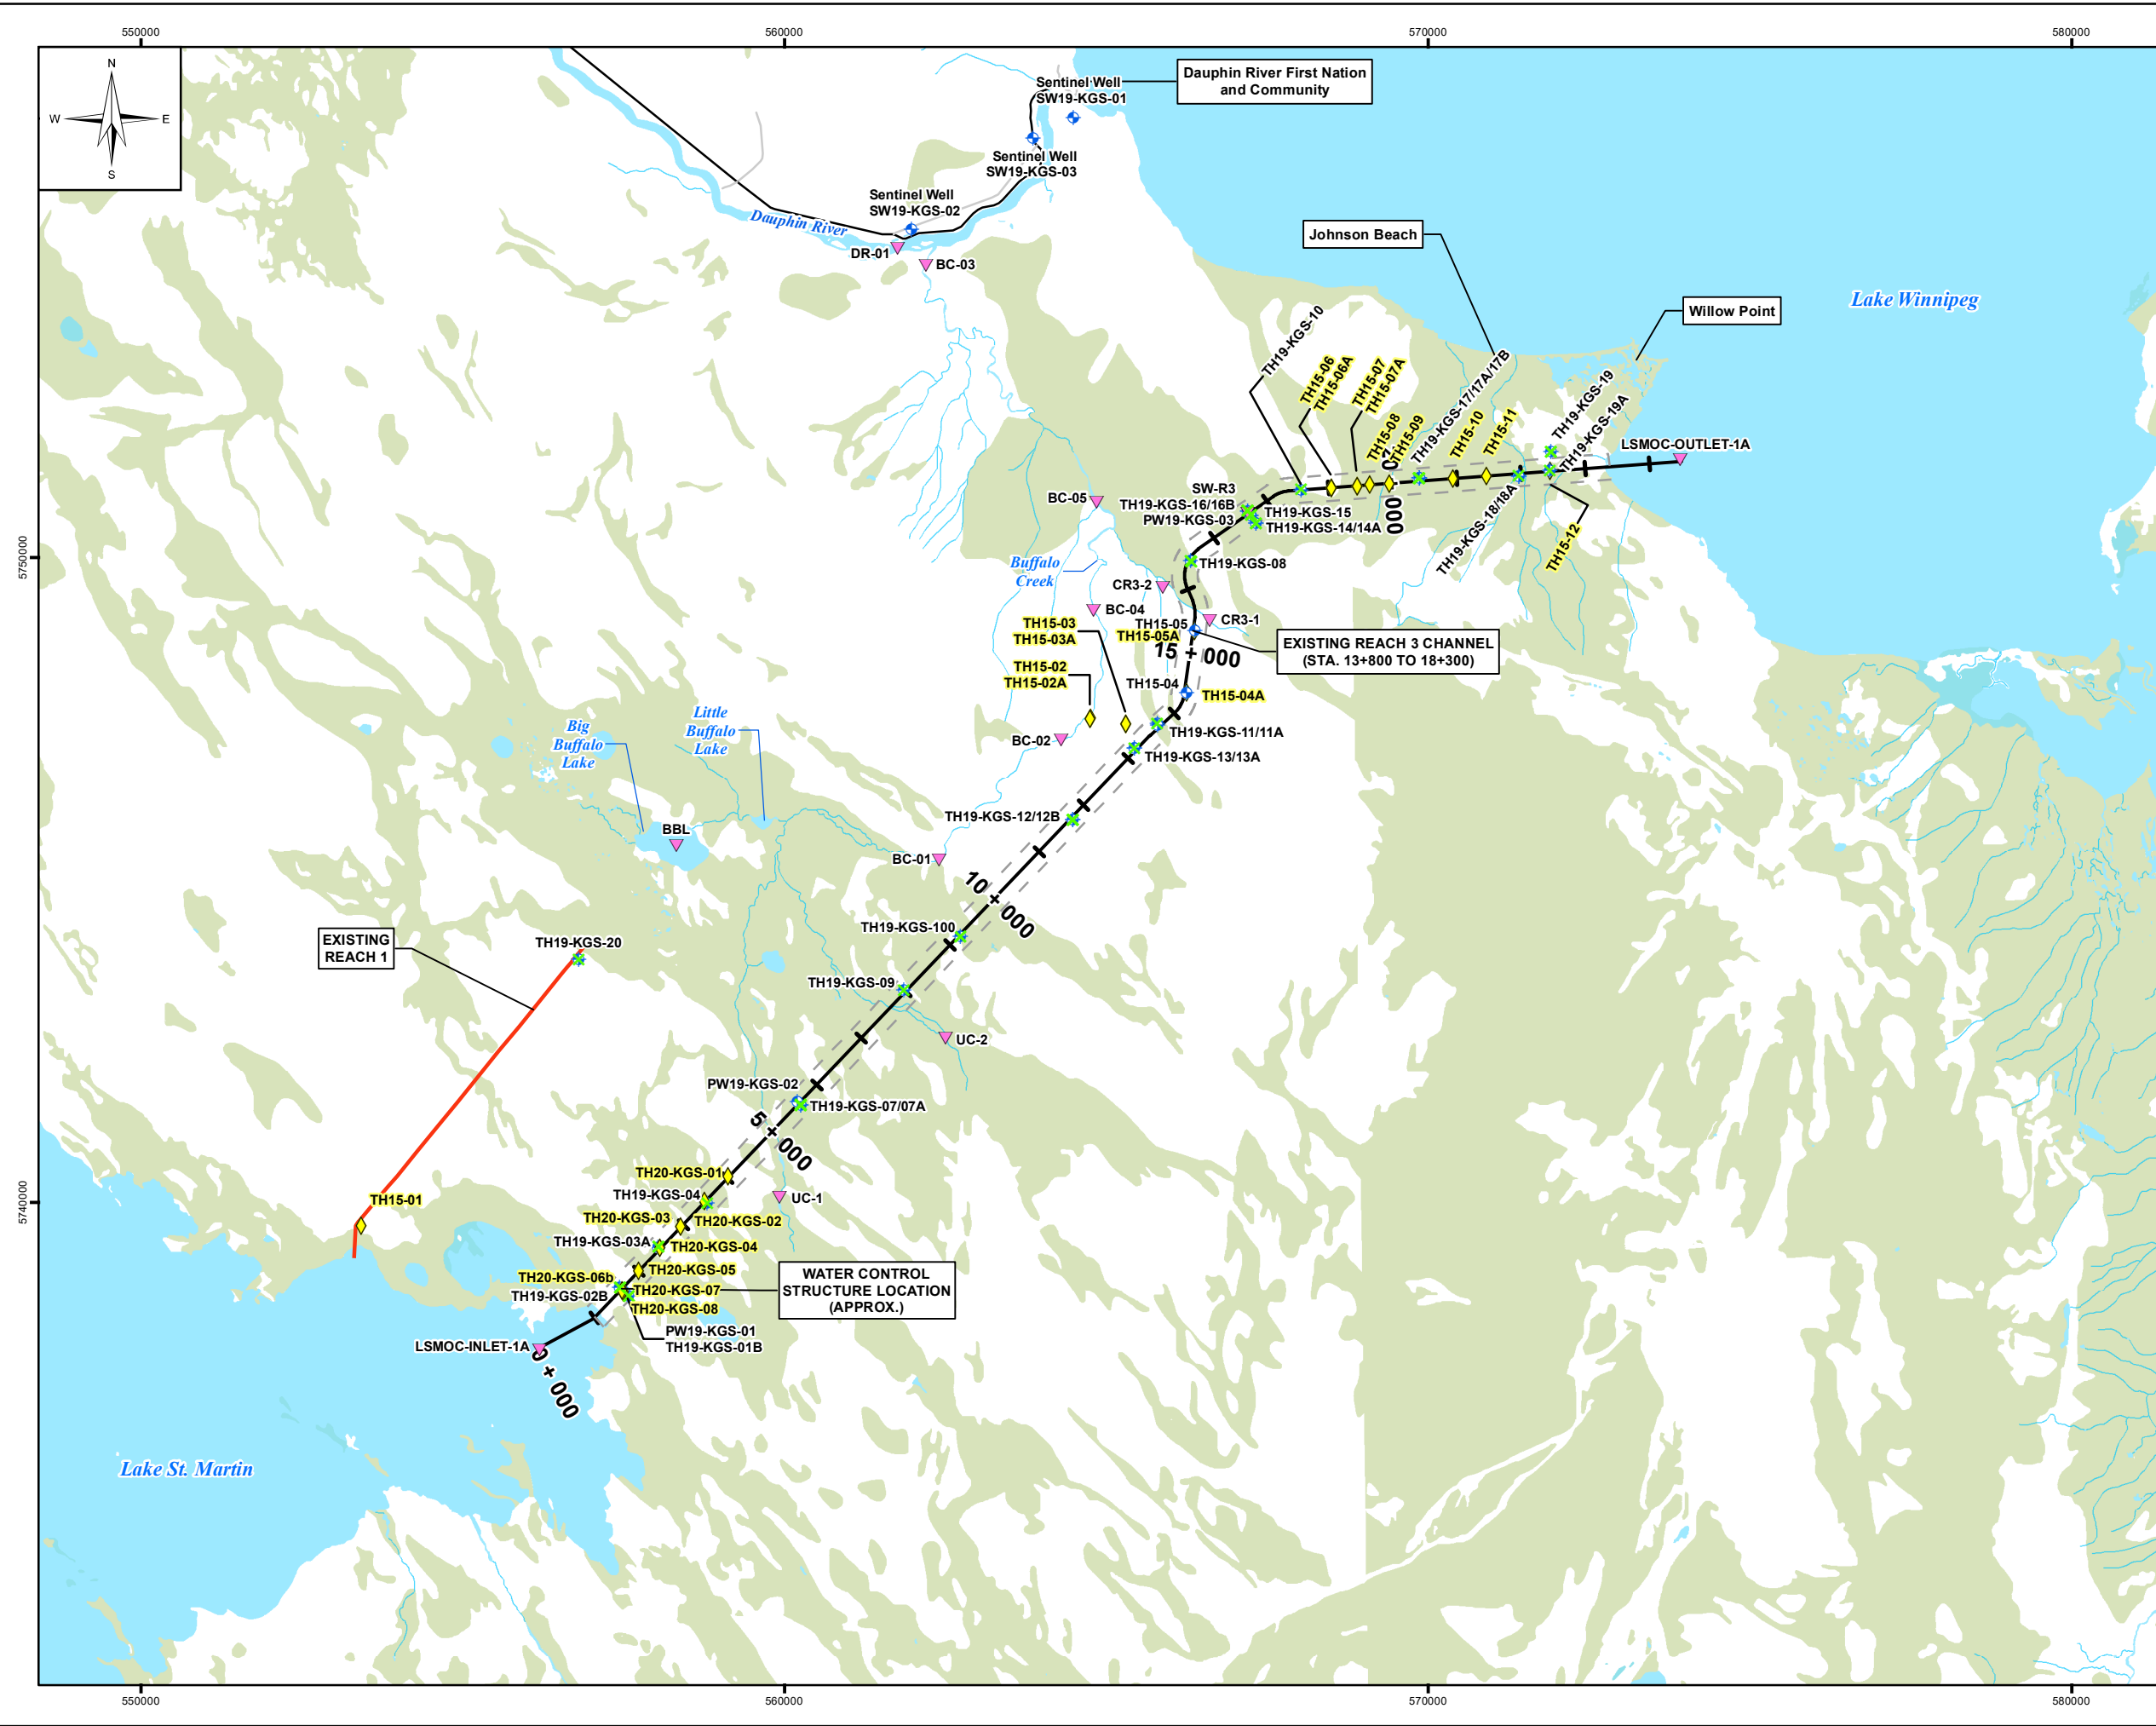 550000
560000
570000
580000
N
W
E
S
Sentinel Well
SW19-KGS-01
Dauphin River First Nation
and Community
Sentinel Well
SW19-KGS-03
Sentinel Well
SW19-KGS-02
Dauphin River
DR-01
BC-03
Johnson Beach
Lake Winnipeg
Willow Point
TH19-KGS-10
TH15-06
TH15-06A
TH15-07
TH15-07A
TH15-08
TH15-09
TH19-KGS-17/17A/17B
TH15-10
TH15-11
TH19-KGS-19
TH19-KGS-19A
LSMOC-OUTLET-1A
000
TH19-KGS-18/18A
TH15-12
BC-05
SW-R3
TH19-KGS-16/16B
PW19-KGS-03
TH19-KGS-15
TH19-KGS-14/14A
5750000
5750000
Buffalo
Creek
TH19-KGS-08
CR3-2
BC-04
CR3-1
TH15-03
TH15-03A
TH15-05
TH15-05A
EXISTING REACH 3 CHANNEL
(STA. 13+800 TO 18+300)
15 + 000
TH15-02
TH15-02A
TH15-04
TH15-04A
Big
Buffalo
Lake
Little
Buffalo
Lake
BC-02
TH19-KGS-11/11A
TH19-KGS-13/13A
TH19-KGS-12/12B
BBL
BC-01
10 + 000
TH19-KGS-100
EXISTING
REACH 1
TH19-KGS-20
TH19-KGS-09
UC-2
PW19-KGS-02
TH19-KGS-07/07A
5 + 000
TH20-KGS-01
TH19-KGS-04
UC-1
5740000
TH15-01
TH20-KGS-03
TH20-KGS-02
TH19-KGS-03A
TH20-KGS-04
TH20-KGS-05
TH20-KGS-06b
TH19-KGS-02B
TH20-KGS-07
TH20-KGS-08
WATER CONTROL
STRUCTURE LOCATION
(APPROX.)
PW19-KGS-01
TH19-KGS-01B
LSMOC-INLET-1A
0 + 000
Lake St. Martin
550000
560000
570000
580000